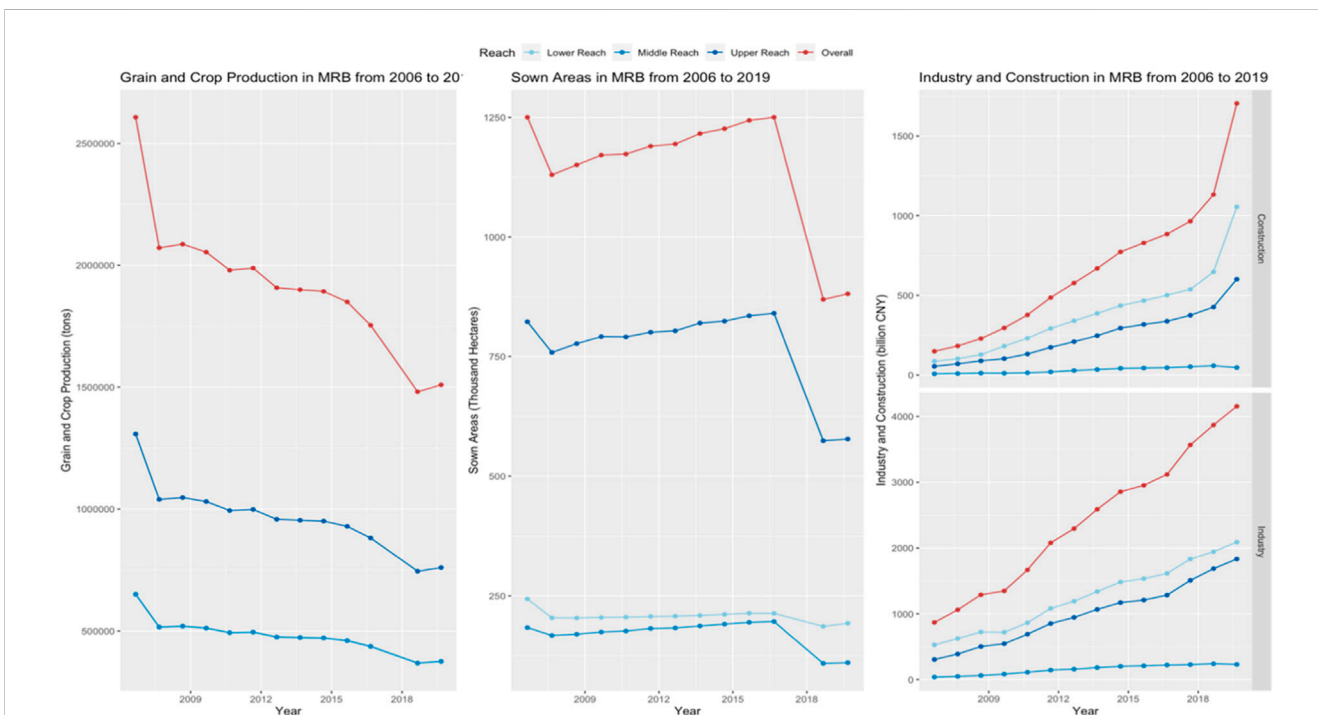 Reach Lower Reach Middle Reach Upper Reach Overall
Grain and Crop Production in MRB from 2006 to 20
Grain and Crop Production (tons)
2500000
2000000
1500000
1000000
500000
2009 2012 2015 2018
Year
Sown Areas in MRB from 2006 to 2019
Sown Areas (Thousand Hectares)
1250
1000
750
500
250
2009 2012 2015 2018
Year
Industry and Construction in MRB from 2006 to 2019
Industry and Construction (billion CNY)
1500
1000
500
0
Construction
4000
3000
2000
1000
0
Industry
2009 2012 2015 2018
Year